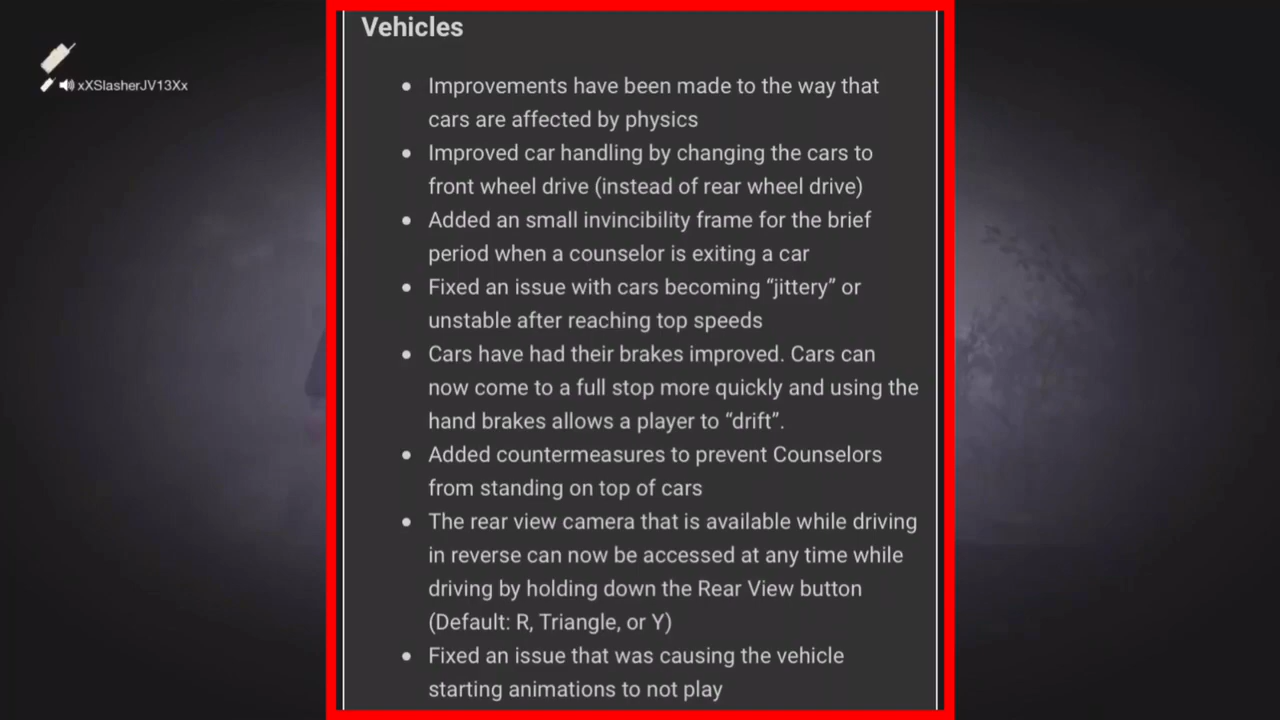 Vehicles
xXSlasherJV13Xx
• Improvements have been made to the way that
cars are affected by physics
• Improved car handling by changing the cars to
front wheel drive (instead of rear wheel drive)
• Added an small invincibility frame for the brief
period when a counselor is exiting a car
• Fixed an issue with cars becoming “jittery” or
unstable after reaching top speeds
• Cars have had their brakes improved. Cars can
now come to a full stop more quickly and using the
hand brakes allows a player to “drift”.
• Added countermeasures to prevent Counselors
from standing on top of cars
• The rear view camera that is available while driving
in reverse can now be accessed at any time while
driving by holding down the Rear View button
(Default: R, Triangle, or Y)
• Fixed an issue that was causing the vehicle
starting animations to not play